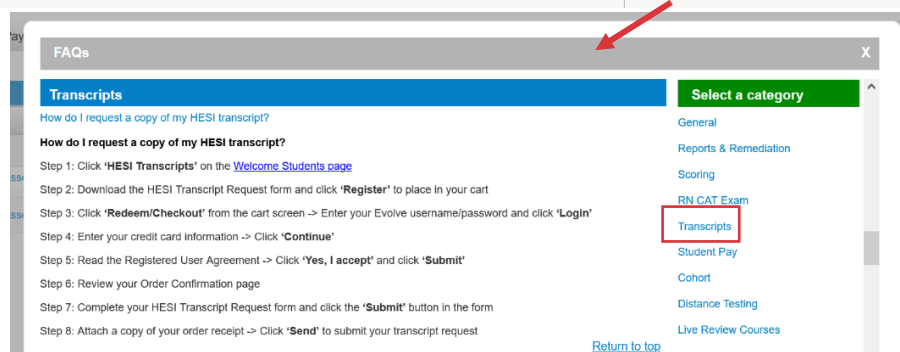 Pay
FAQs
X
Transcripts
Select a category
How do I request a copy of my HESI transcript?
How do I request a copy of my HESI transcript?
Step 1: Click ‘HESI Transcripts’ on the Welcome Students page
Step 2: Download the HESI Transcript Request form and click ‘Register’ to place in your cart
Step 3: Click ‘Redeem/Checkout’ from the cart screen -> Enter your Evolve username/password and click ‘Login’
Step 4: Enter your credit card information -> Click ‘Continue’
Step 5: Read the Registered User Agreement -> Click ‘Yes, I accept’ and click ‘Submit’
Step 6: Review your Order Confirmation page
Step 7: Complete your HESI Transcript Request form and click the ‘Submit’ button in the form
Step 8: Attach a copy of your order receipt -> Click ‘Send’ to submit your transcript request
Return to top
General
Reports & Remediation
Scoring
RN CAT Exam
Transcripts
Student Pay
Cohort
Distance Testing
Live Review Courses